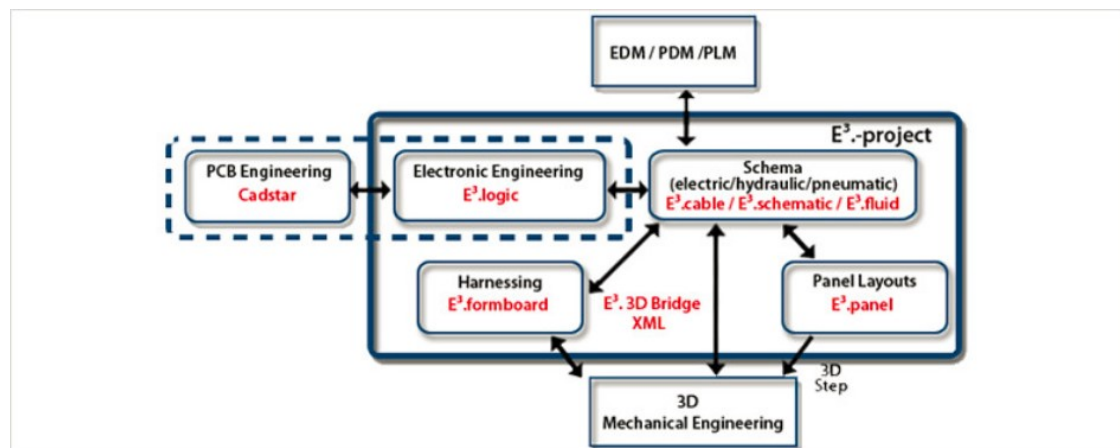 EDM / PDM /PLM
E³.-project
PCB Engineering
Cadstar
Electronic Engineering
E³.logic
Schema
(electric/hydraulic/pneumatic)
E³.cable / E³.schematic / E³.fluid
Harnessing
E³.formboard
E³. 3D Bridge
XML
Panel Layouts
E³.panel
3D
Step
3D
Mechanical Engineering